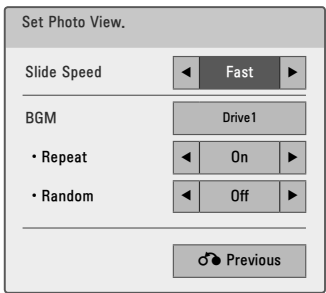 Set Photo View.
Slide Speed ◀ Fast ▶
BGM Drive1
• Repeat ◀ On ▶
• Random ◀ Off ▶
Previous